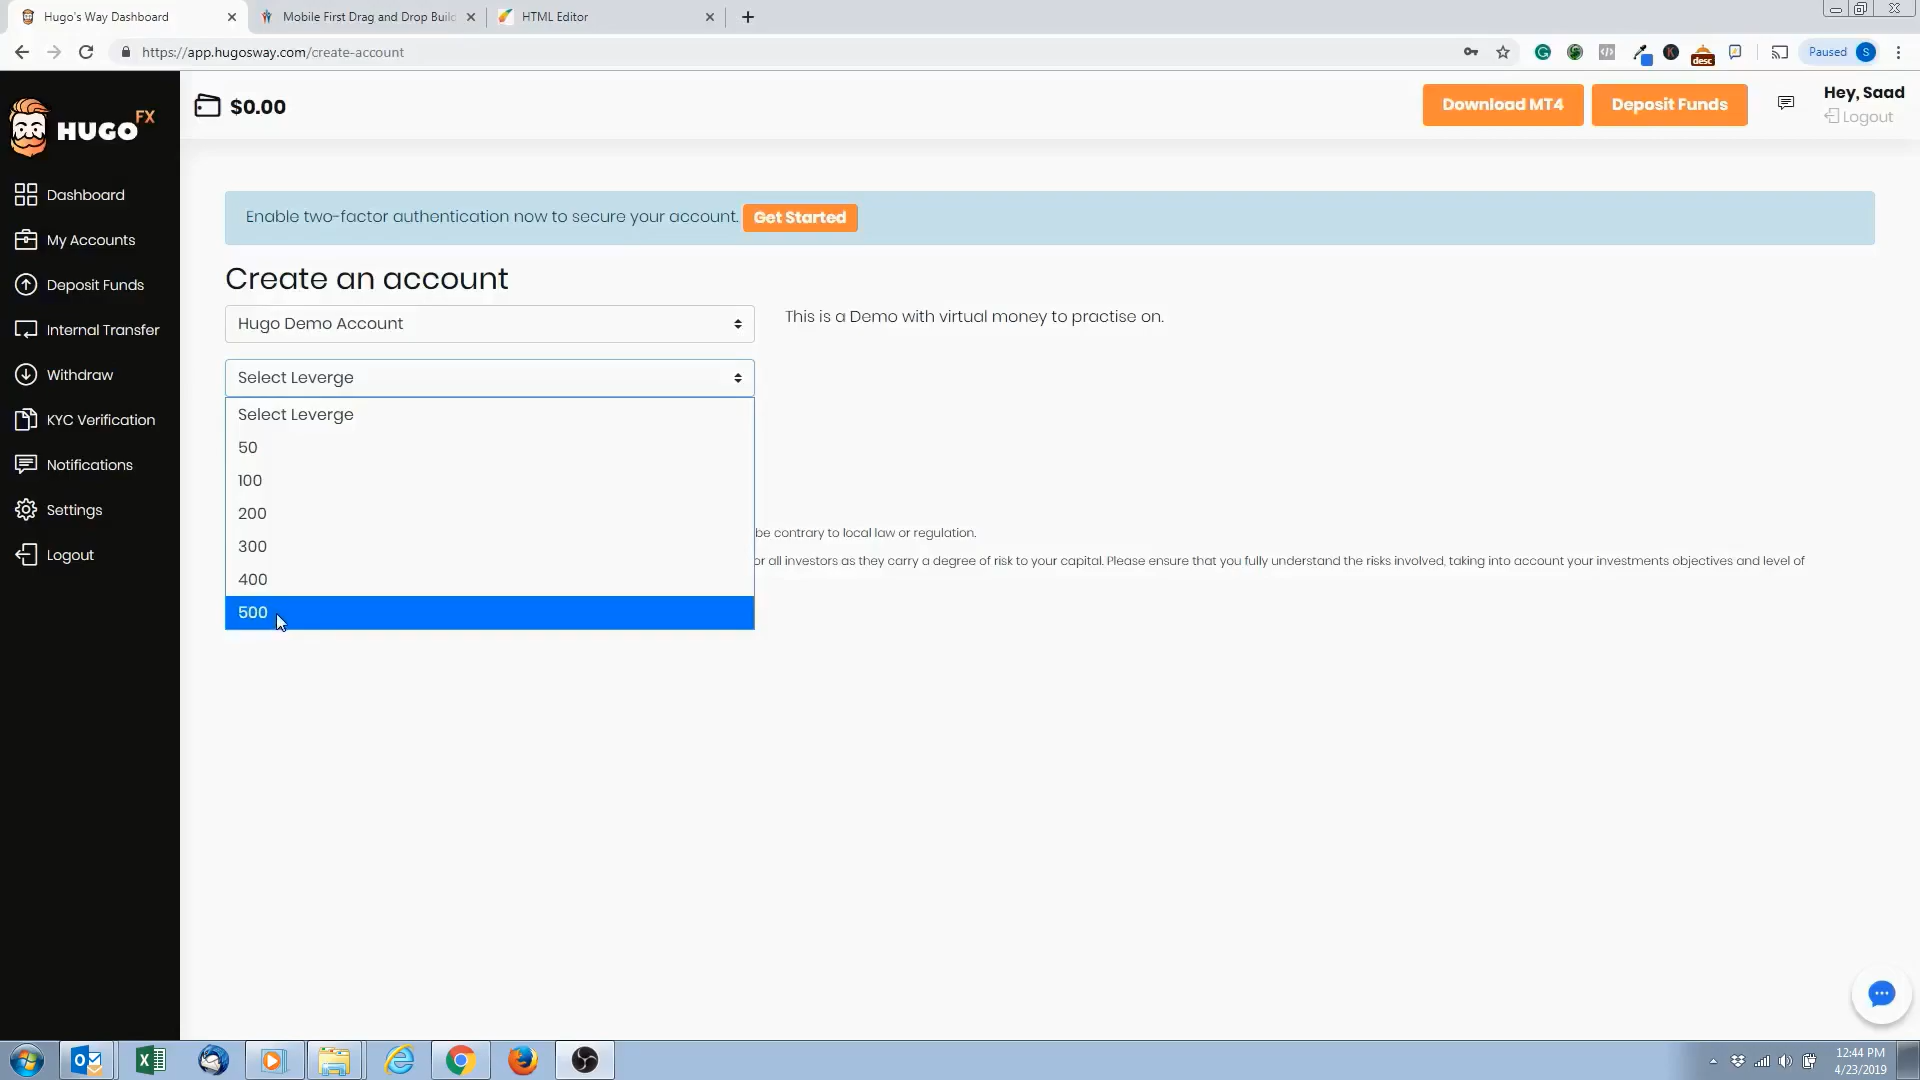 Hugo's Way Dashboard
Mobile First Drag and Drop Build
HTML Editor
https://app.hugosway.com/create-account
desc
Paused
S
HUGO FX
$0.00
Download MT4
Deposit Funds
Hey, Saad
Logout
Dashboard
My Accounts
Deposit Funds
Internal Transfer
Withdraw
KYC Verification
Notifications
Settings
Logout
Enable two-factor authentication now to secure your account. Get Started
Create an account
Hugo Demo Account
This is a Demo with virtual money to practise on.
Select Leverge
Select Leverge
50
100
200
300
400
500
be contrary to local law or regulation.
or all investors as they carry a degree of risk to your capital. Please ensure that you fully understand the risks involved, taking into account your investments objectives and level of
12:44 PM
4/23/2019